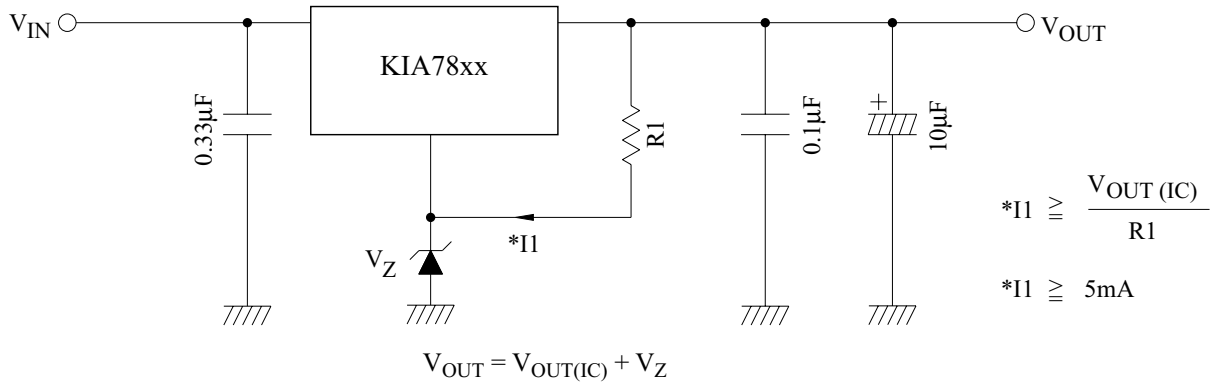 VIN
KIA78xx
VOUT
0.33µF
R1
0.1µF
+
10µF
*I1
VZ
*I1 ≧ VOUT (IC)
R1
*I1 ≧ 5mA
VOUT = VOUT(IC) + VZ